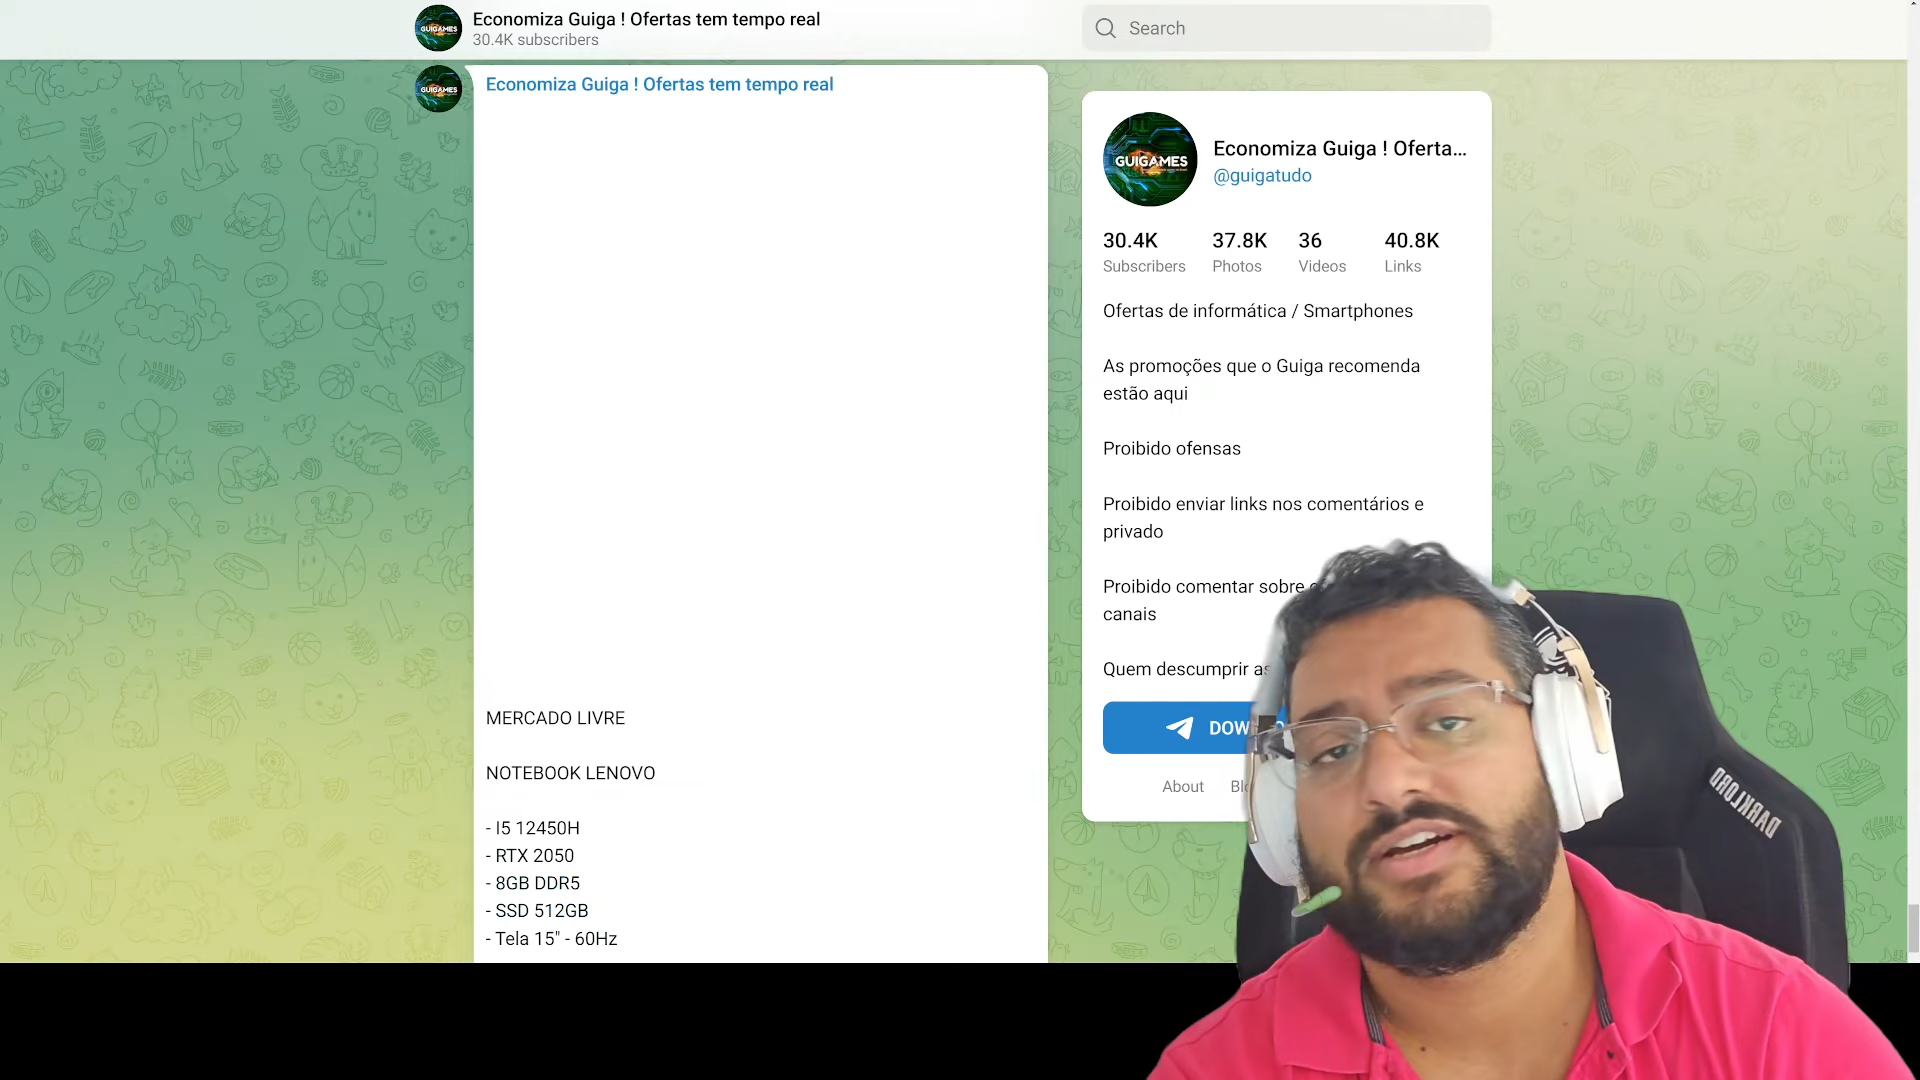 GUIGAMES
Economiza Guiga ! Ofertas tem tempo real
30.4K subscribers
Search
GUIGAMES
Economiza Guiga ! Ofertas tem tempo real
MERCADO LIVRE
NOTEBOOK LENOVO
- I5 12450H
- RTX 2050
- 8GB DDR5
- SSD 512GB
- Tela 15" - 60Hz
GUIGAMES
Economiza Guiga ! Oferta...
@guigatudo
30.4K 37.8K 36 40.8K
Subscribers Photos Videos Links
Ofertas de informática / Smartphones
As promoções que o Guiga recomenda
estão aqui
Proibido ofensas
Proibido enviar links nos comentários e
privado
Proibido comentar sobre
canais
Quem descumprir as
About
DARKLORD